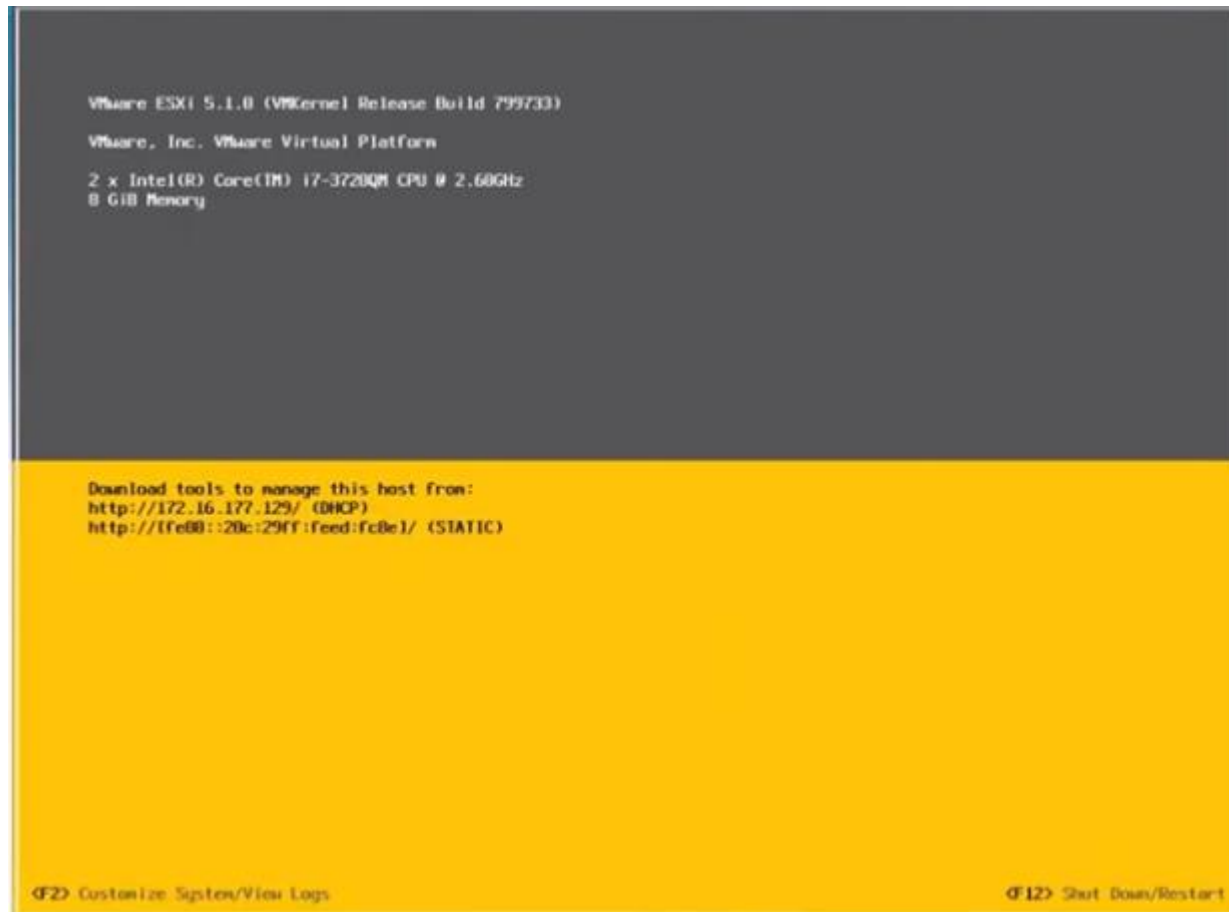 VMware ESXi 5.1.0 (VMKernel Release Build 799733)
VMware, Inc. VMware Virtual Platform
2 x Intel(R) Core(TM) i7-3720QM CPU @ 2.60GHz
8 GiB Memory
Download tools to manage this host from:
http://172.16.177.129/ (DHCP)
http://[fe80::20c:29ff:feed:fc8e]/ (STATIC)
<F2> Customize System/View Logs
<F12> Shut Down/Restart